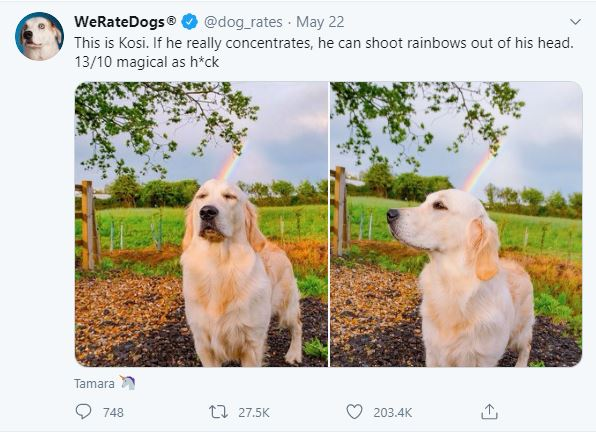 WeRateDogs® @dog_rates · May 22
This is Kosi. If he really concentrates, he can shoot rainbows out of his head.
13/10 magical as h*ck
Tamara 🦄
748 27.5K 203.4K